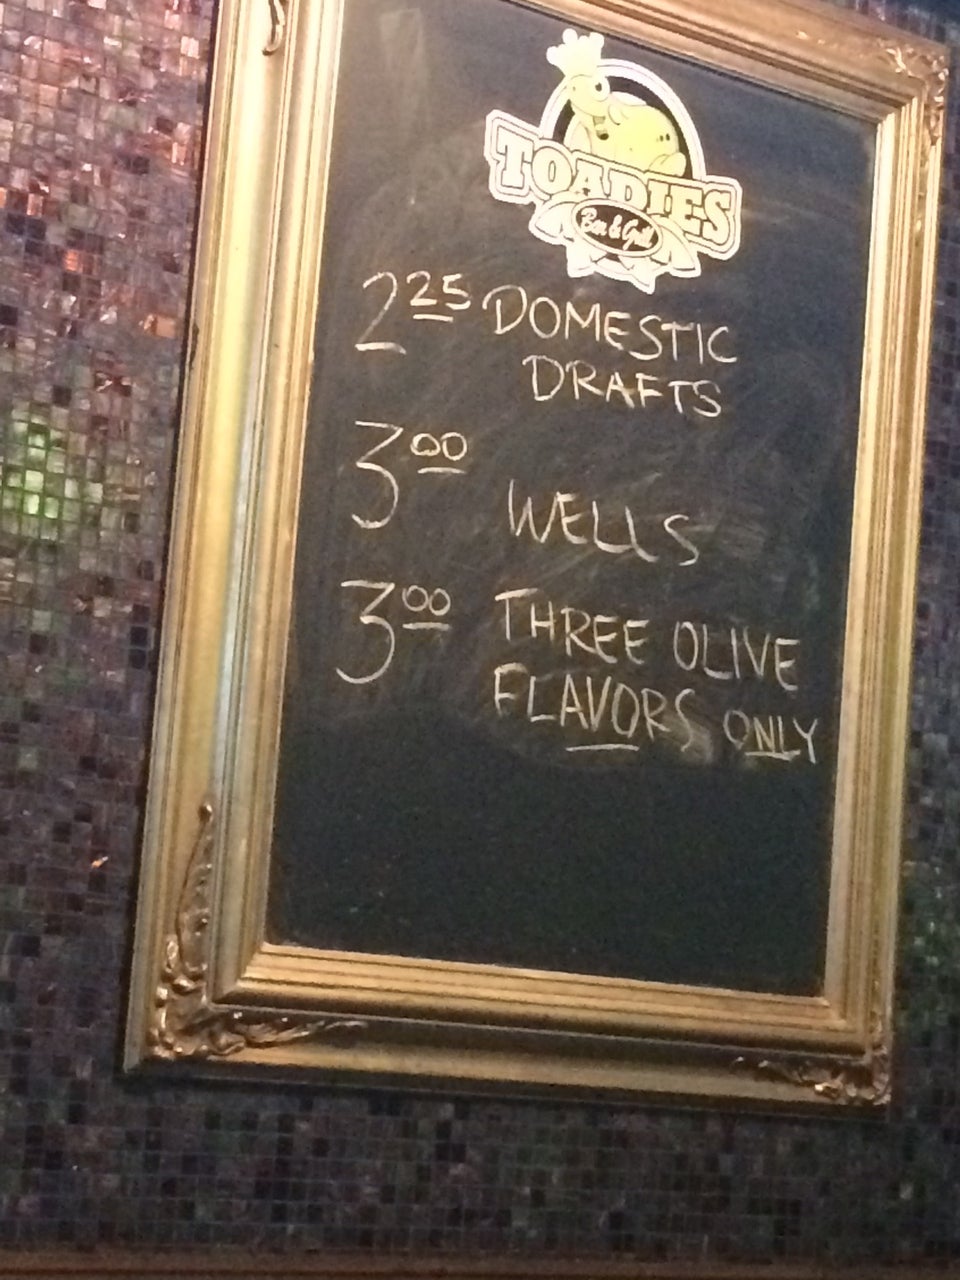 TOADIES
Bar & Grill
2 25 DOMESTIC
DRAFTS
3 00
WELLS
3 00 THREE OLIVE
FLAVORS ONLY